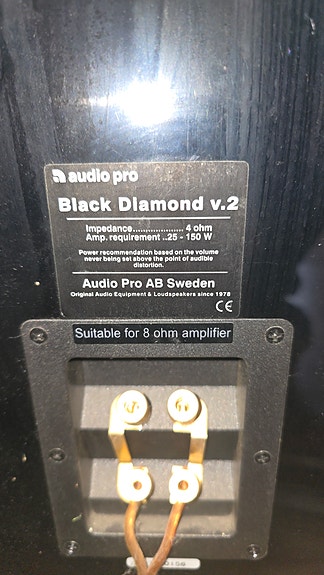 audio pro
Black Diamond v.2
Impedance.................... 4 ohm
Amp. requirement ..25 - 150 W
Power recommendation based on the volume
never being set above the point of audible
distortion.
Audio Pro AB Sweden
Original Audio Equipment & Loudspeakers since 1978
CE
Suitable for 8 ohm amplifier